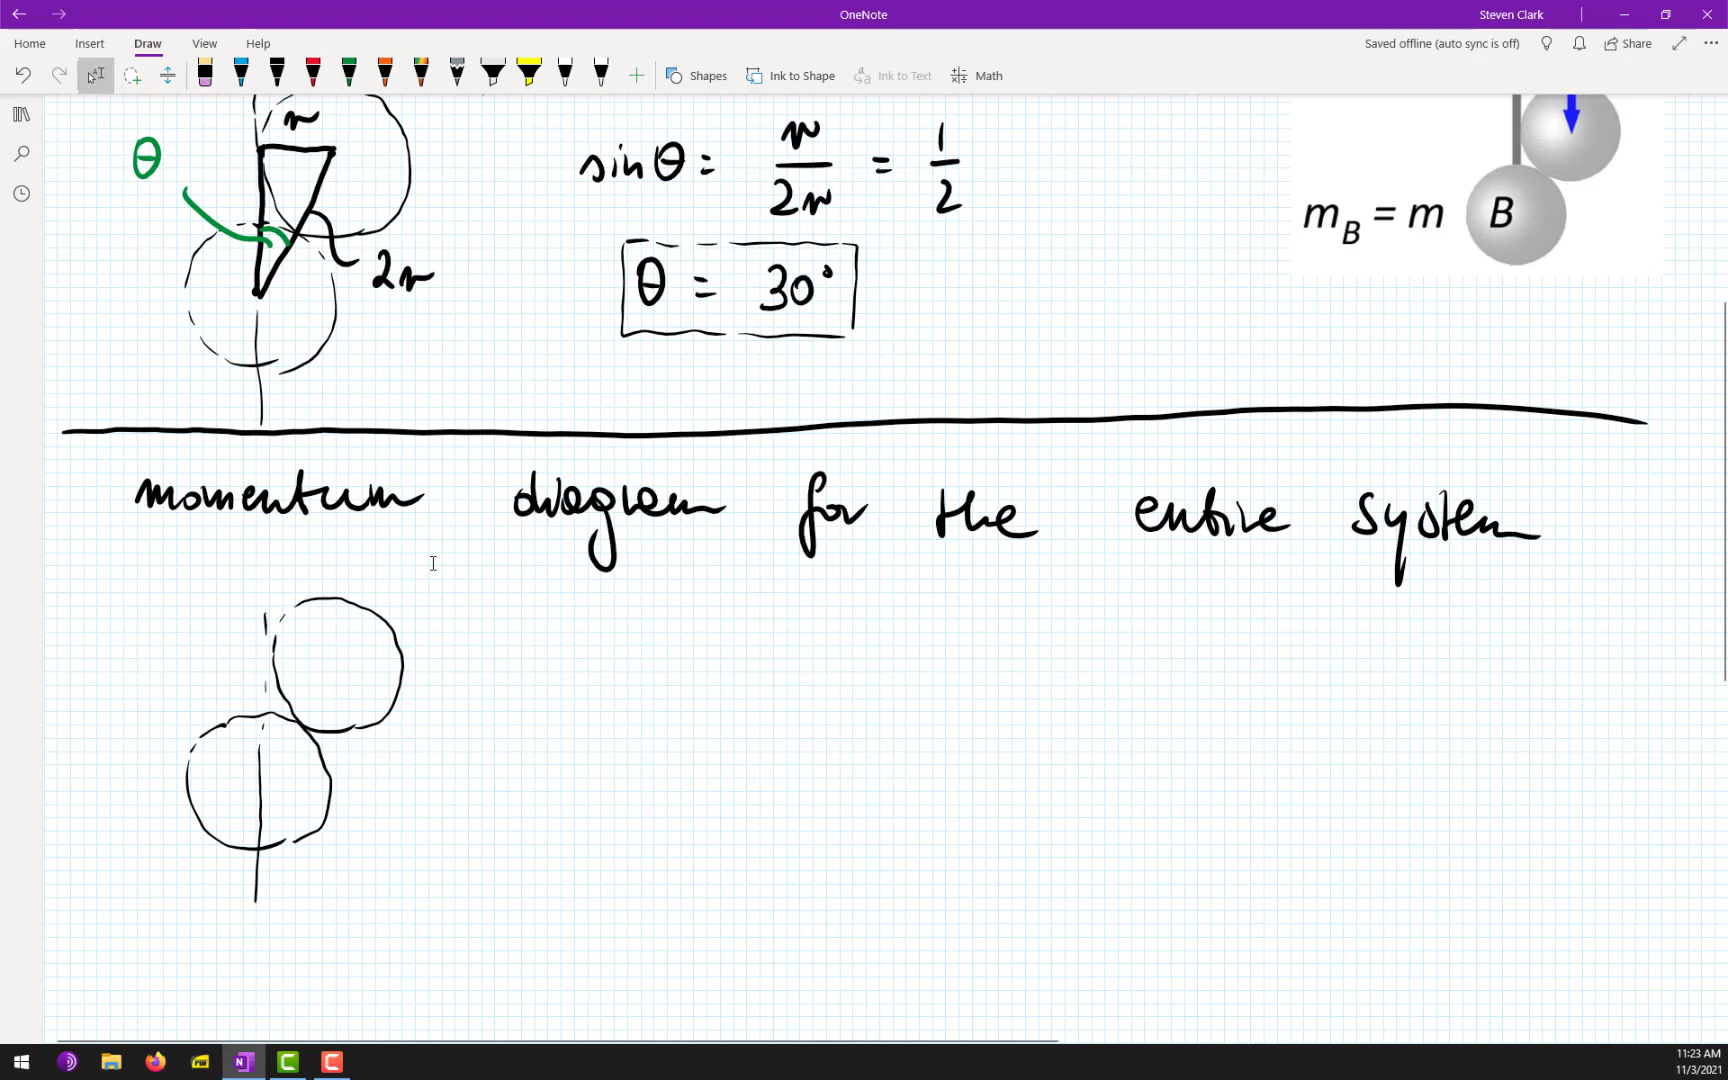 OneNote
Steven Clark
Home Insert Draw View Help
Saved offline (auto sync is off)
Share
Shapes
Ink to Shape
Ink to Text
Math
r
θ
2r
sin θ = r/2r = 1/2
θ = 30°
m_B = m
B
momentum diagram for the entire system
11:23 AM
11/3/2021